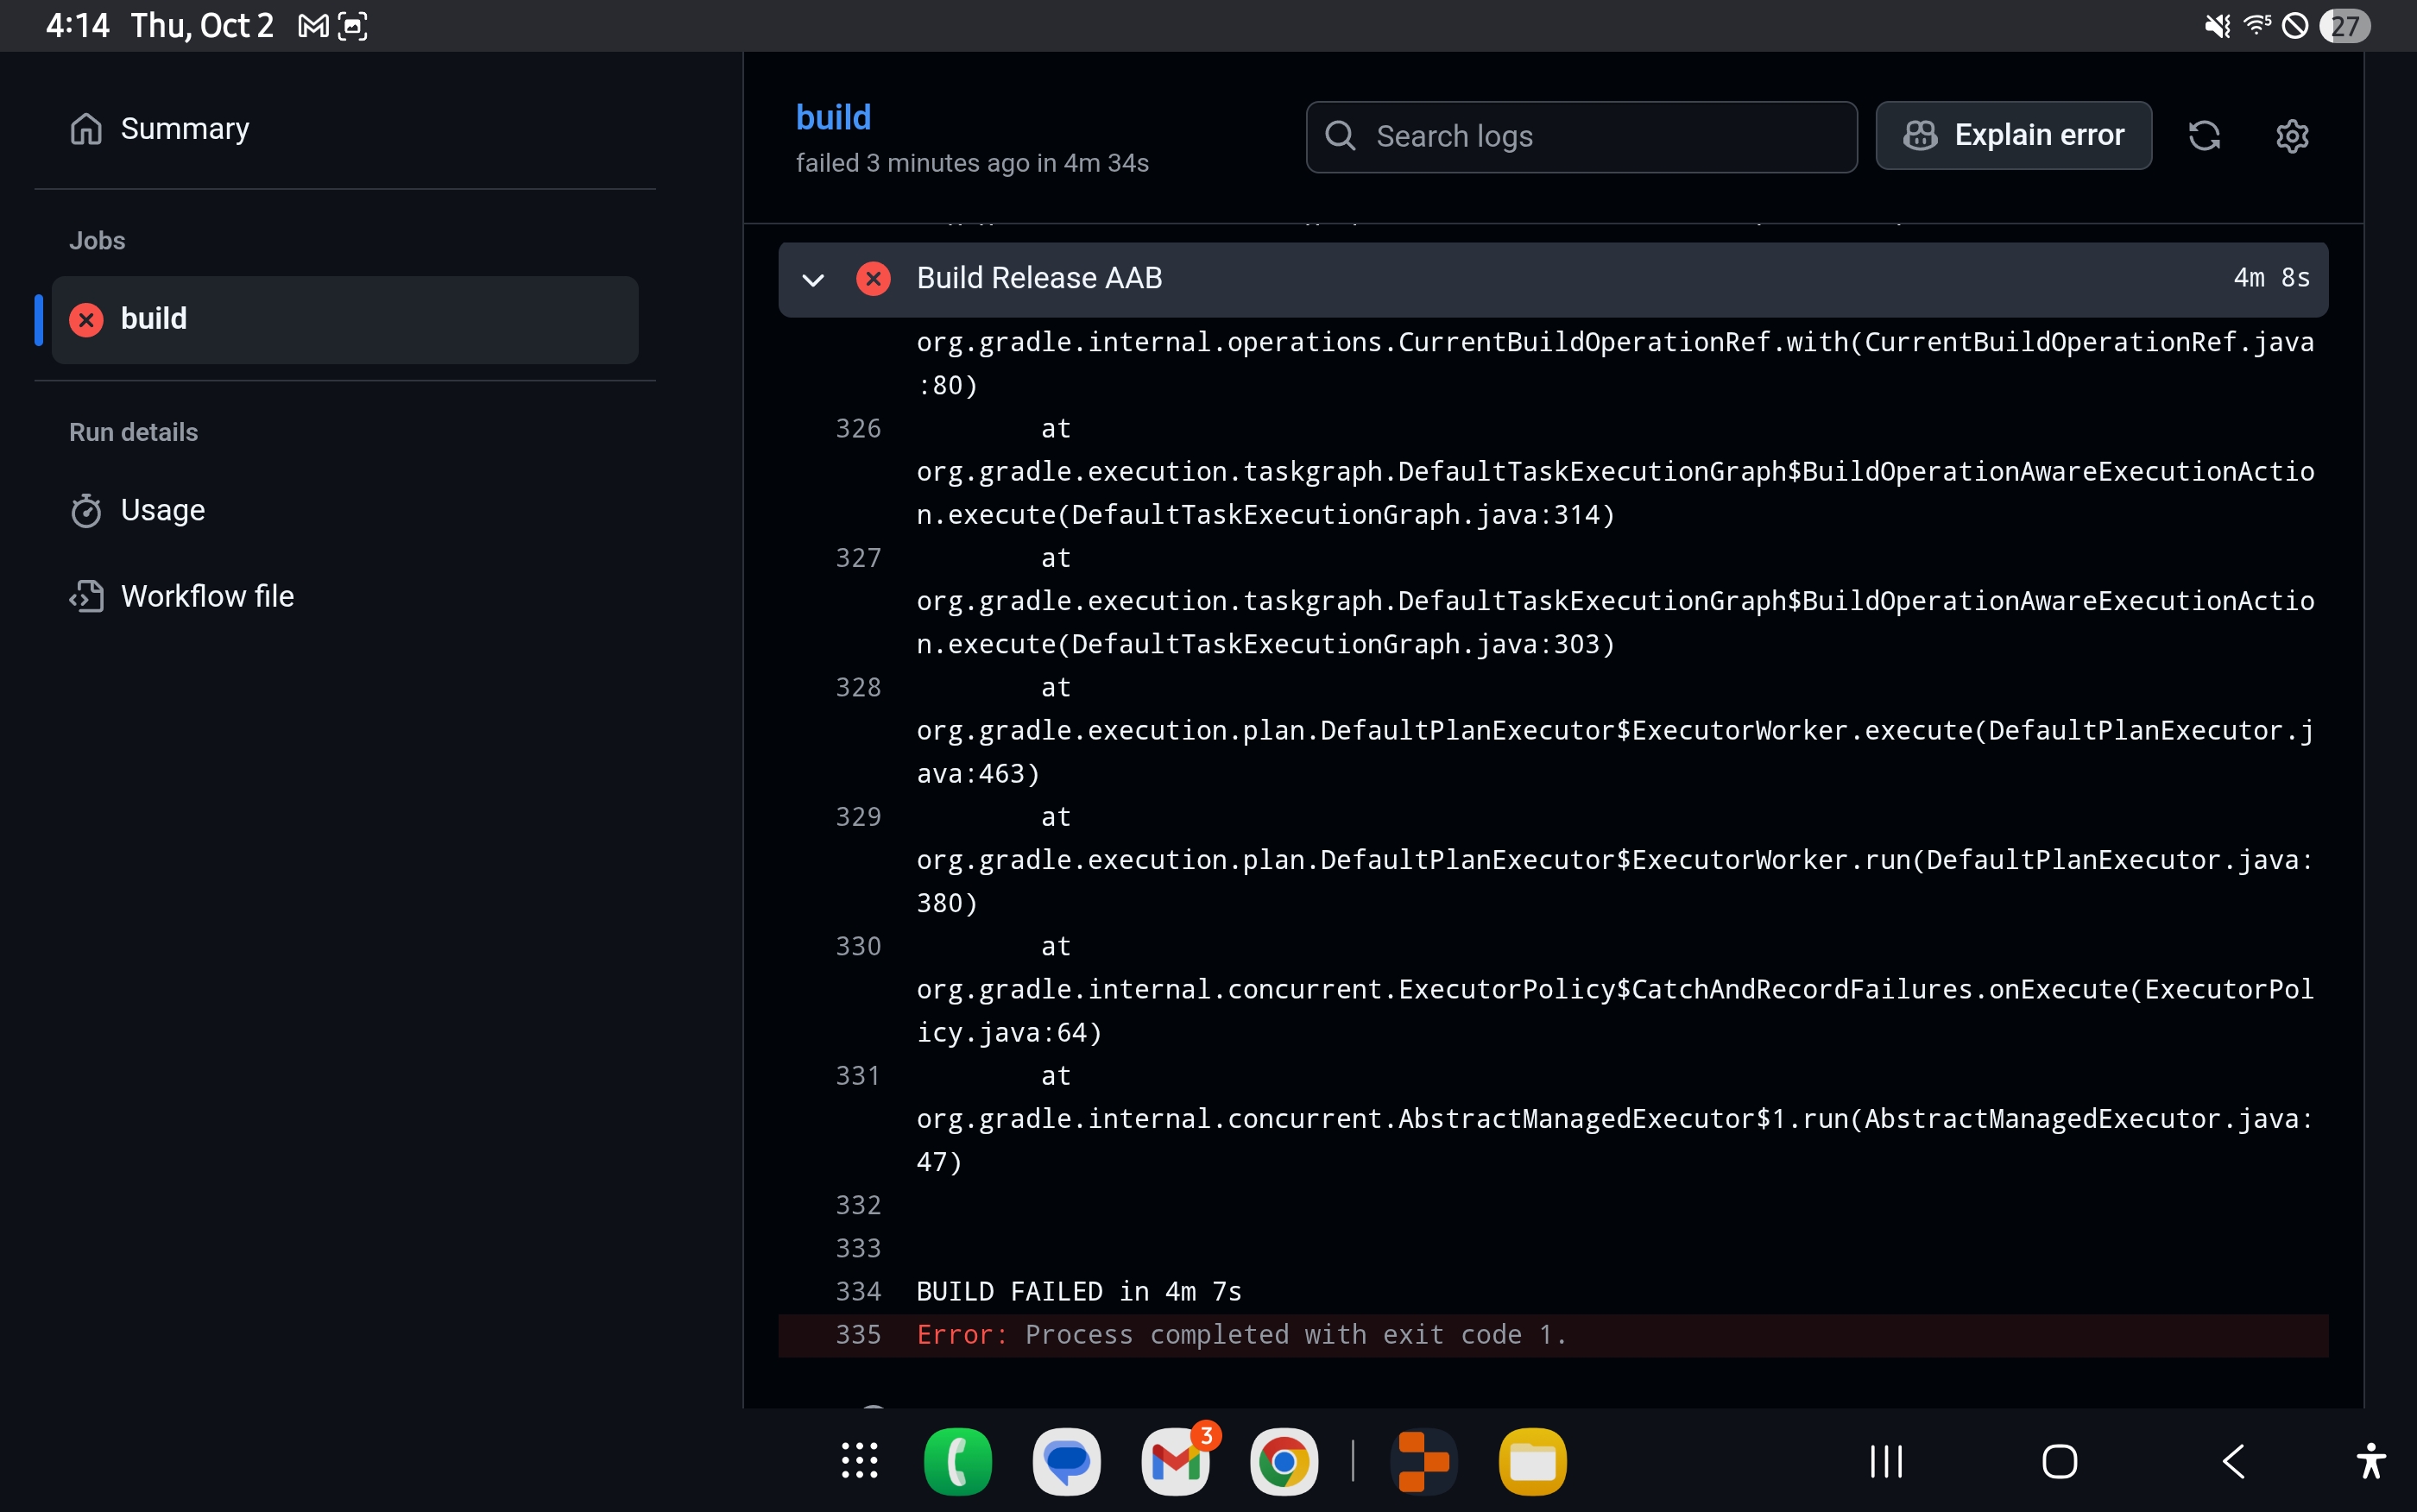 4:14 Thu, Oct 2
5
27
Summary
Jobs
build
Run details
Usage
Workflow file
build
failed 3 minutes ago in 4m 34s
Search logs
Explain error
Build Release AAB
4m 8s
org.gradle.internal.operations.CurrentBuildOperationRef.with(CurrentBuildOperationRef.java
:80)
326 at
org.gradle.execution.taskgraph.DefaultTaskExecutionGraph$BuildOperationAwareExecutionActio
n.execute(DefaultTaskExecutionGraph.java:314)
327 at
org.gradle.execution.taskgraph.DefaultTaskExecutionGraph$BuildOperationAwareExecutionActio
n.execute(DefaultTaskExecutionGraph.java:303)
328 at
org.gradle.execution.plan.DefaultPlanExecutor$ExecutorWorker.execute(DefaultPlanExecutor.j
ava:463)
329 at
org.gradle.execution.plan.DefaultPlanExecutor$ExecutorWorker.run(DefaultPlanExecutor.java:
380)
330 at
org.gradle.internal.concurrent.ExecutorPolicy$CatchAndRecordFailures.onExecute(ExecutorPol
icy.java:64)
331 at
org.gradle.internal.concurrent.AbstractManagedExecutor$1.run(AbstractManagedExecutor.java:
47)
332
333
334 BUILD FAILED in 4m 7s
335 Error: Process completed with exit code 1.
3